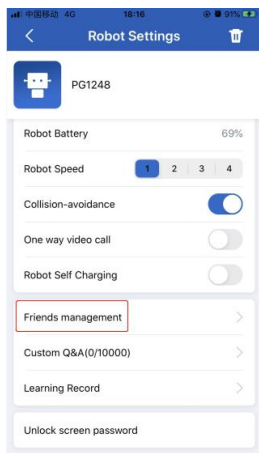 中国移动 4G 16:16 91%
Robot Settings
PG1248
Robot Battery 69%
Robot Speed 1 2 3 4
Collision-avoidance
One way video call
Robot Self Charging
Friends management
Custom Q&A(0/10000)
Learning Record
Unlock screen password